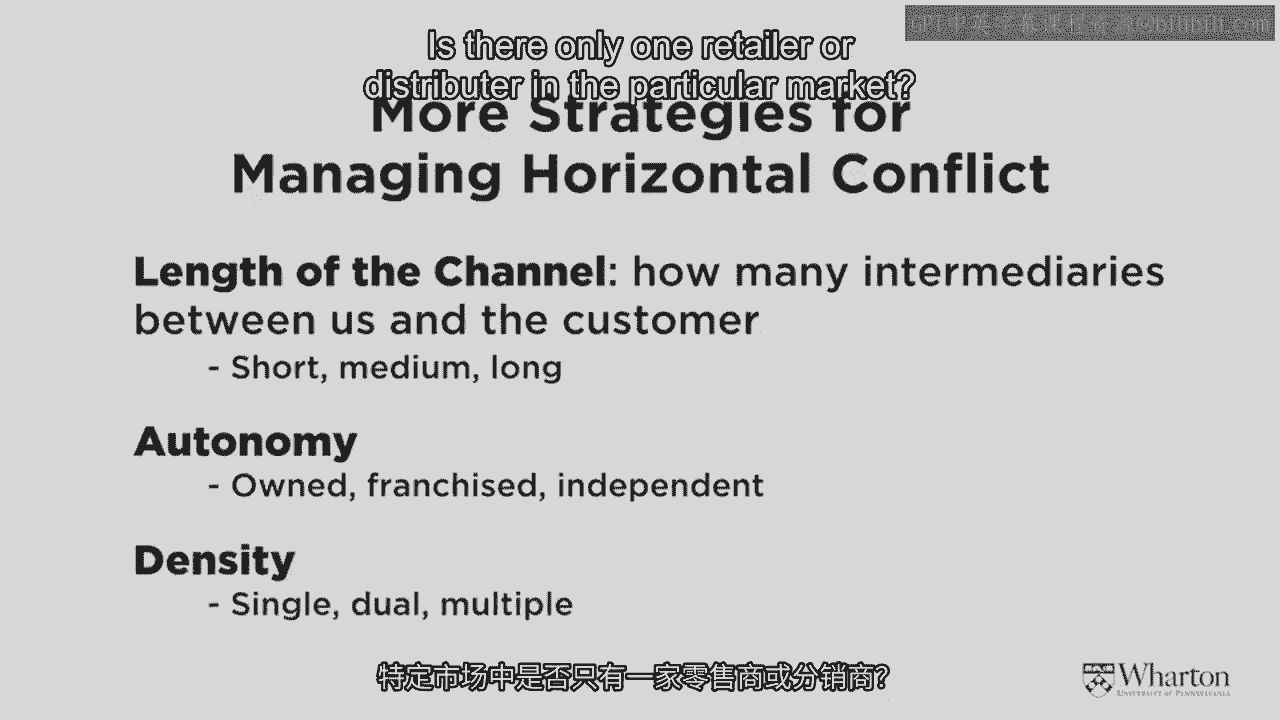 Is there only one retailer or
distributer in the particular market?
More Strategies for
Managing Horizontal Conflict
Length of the Channel: how many intermediaries
between us and the customer
- Short, medium, long
Autonomy
- Owned, franchised, independent
Density
- Single, dual, multiple
特定市场中是否只有一家零售商或分销商?
Wharton
UNIVERSITY of PENNSYLVANIA